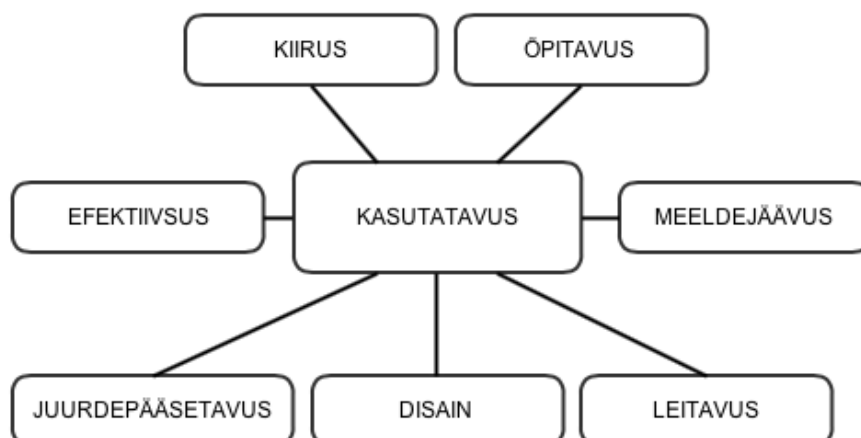 KIIRUS
ÕPITAVUS
EFEKTIIVSUS
KASUTATAVUS
MEELDEJÄÄVUS
JUURDEPÄÄSETAVUS
DISAIN
LEITAVUS